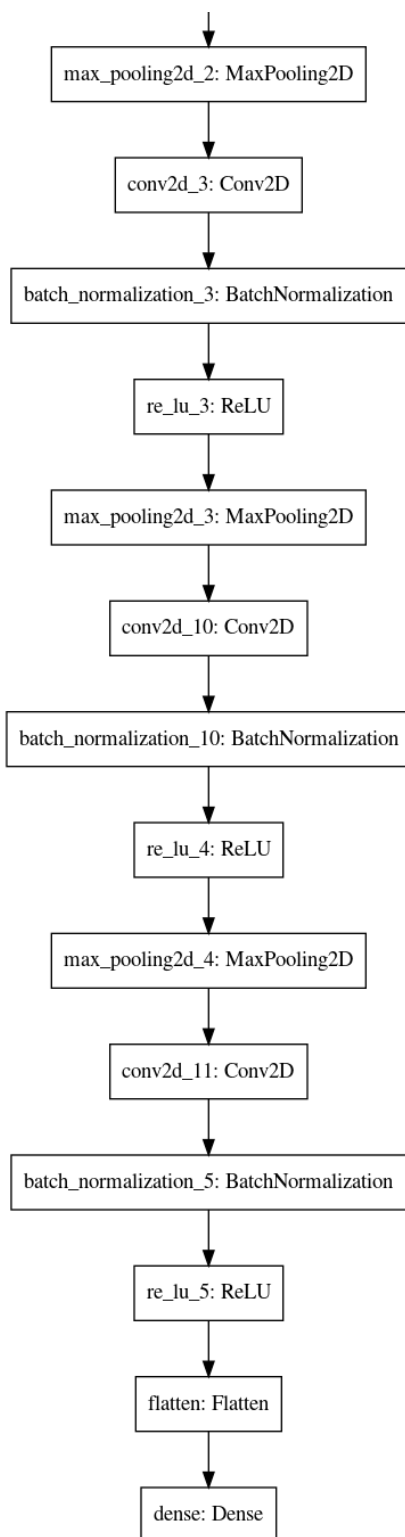 max_pooling2d_2: MaxPooling2D
conv2d_3: Conv2D
batch_normalization_3: BatchNormalization
re_lu_3: ReLU
max_pooling2d_3: MaxPooling2D
conv2d_10: Conv2D
batch_normalization_10: BatchNormalization
re_lu_4: ReLU
max_pooling2d_4: MaxPooling2D
conv2d_11: Conv2D
batch_normalization_5: BatchNormalization
re_lu_5: ReLU
flatten: Flatten
dense: Dense